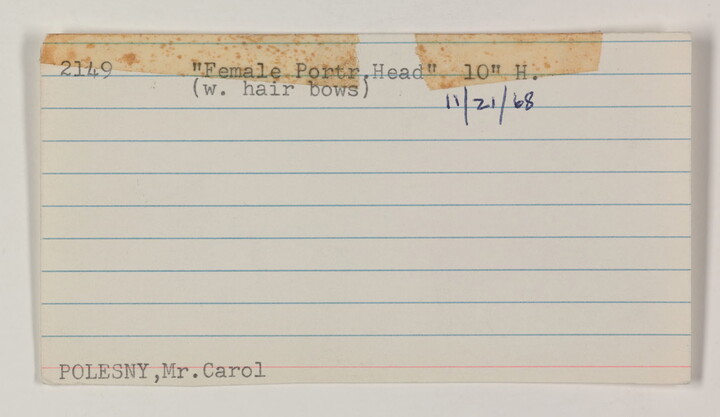 2149 "Female Portr.Head" 10" H.
(w. hair bows)
11/21/68
POLESNY,Mr.Carol